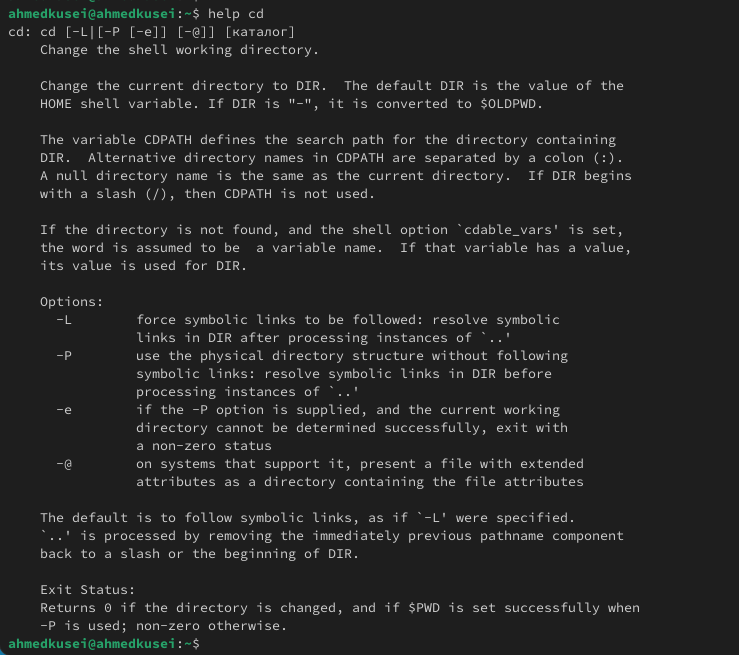 ahmedkusei@ahmedkusei:~$ help cd
cd: cd [-L|[-P [-e]] [-@]] [каталог]
    Change the shell working directory.

    Change the current directory to DIR.  The default DIR is the value of the
    HOME shell variable. If DIR is "-", it is converted to $OLDPWD.

    The variable CDPATH defines the search path for the directory containing
    DIR.  Alternative directory names in CDPATH are separated by a colon (:).
    A null directory name is the same as the current directory.  If DIR begins
    with a slash (/), then CDPATH is not used.

    If the directory is not found, and the shell option `cdable_vars' is set,
    the word is assumed to be  a variable name.  If that variable has a value,
    its value is used for DIR.

    Options:
      -L        force symbolic links to be followed: resolve symbolic
                links in DIR after processing instances of `..'
      -P        use the physical directory structure without following
                symbolic links: resolve symbolic links in DIR before
                processing instances of `..'
      -e        if the -P option is supplied, and the current working
                directory cannot be determined successfully, exit with
                a non-zero status
      -@        on systems that support it, present a file with extended
                attributes as a directory containing the file attributes

    The default is to follow symbolic links, as if `-L' were specified.
    `..' is processed by removing the immediately previous pathname component
    back to a slash or the beginning of DIR.

    Exit Status:
    Returns 0 if the directory is changed, and if $PWD is set successfully when
    -P is used; non-zero otherwise.
ahmedkusei@ahmedkusei:~$